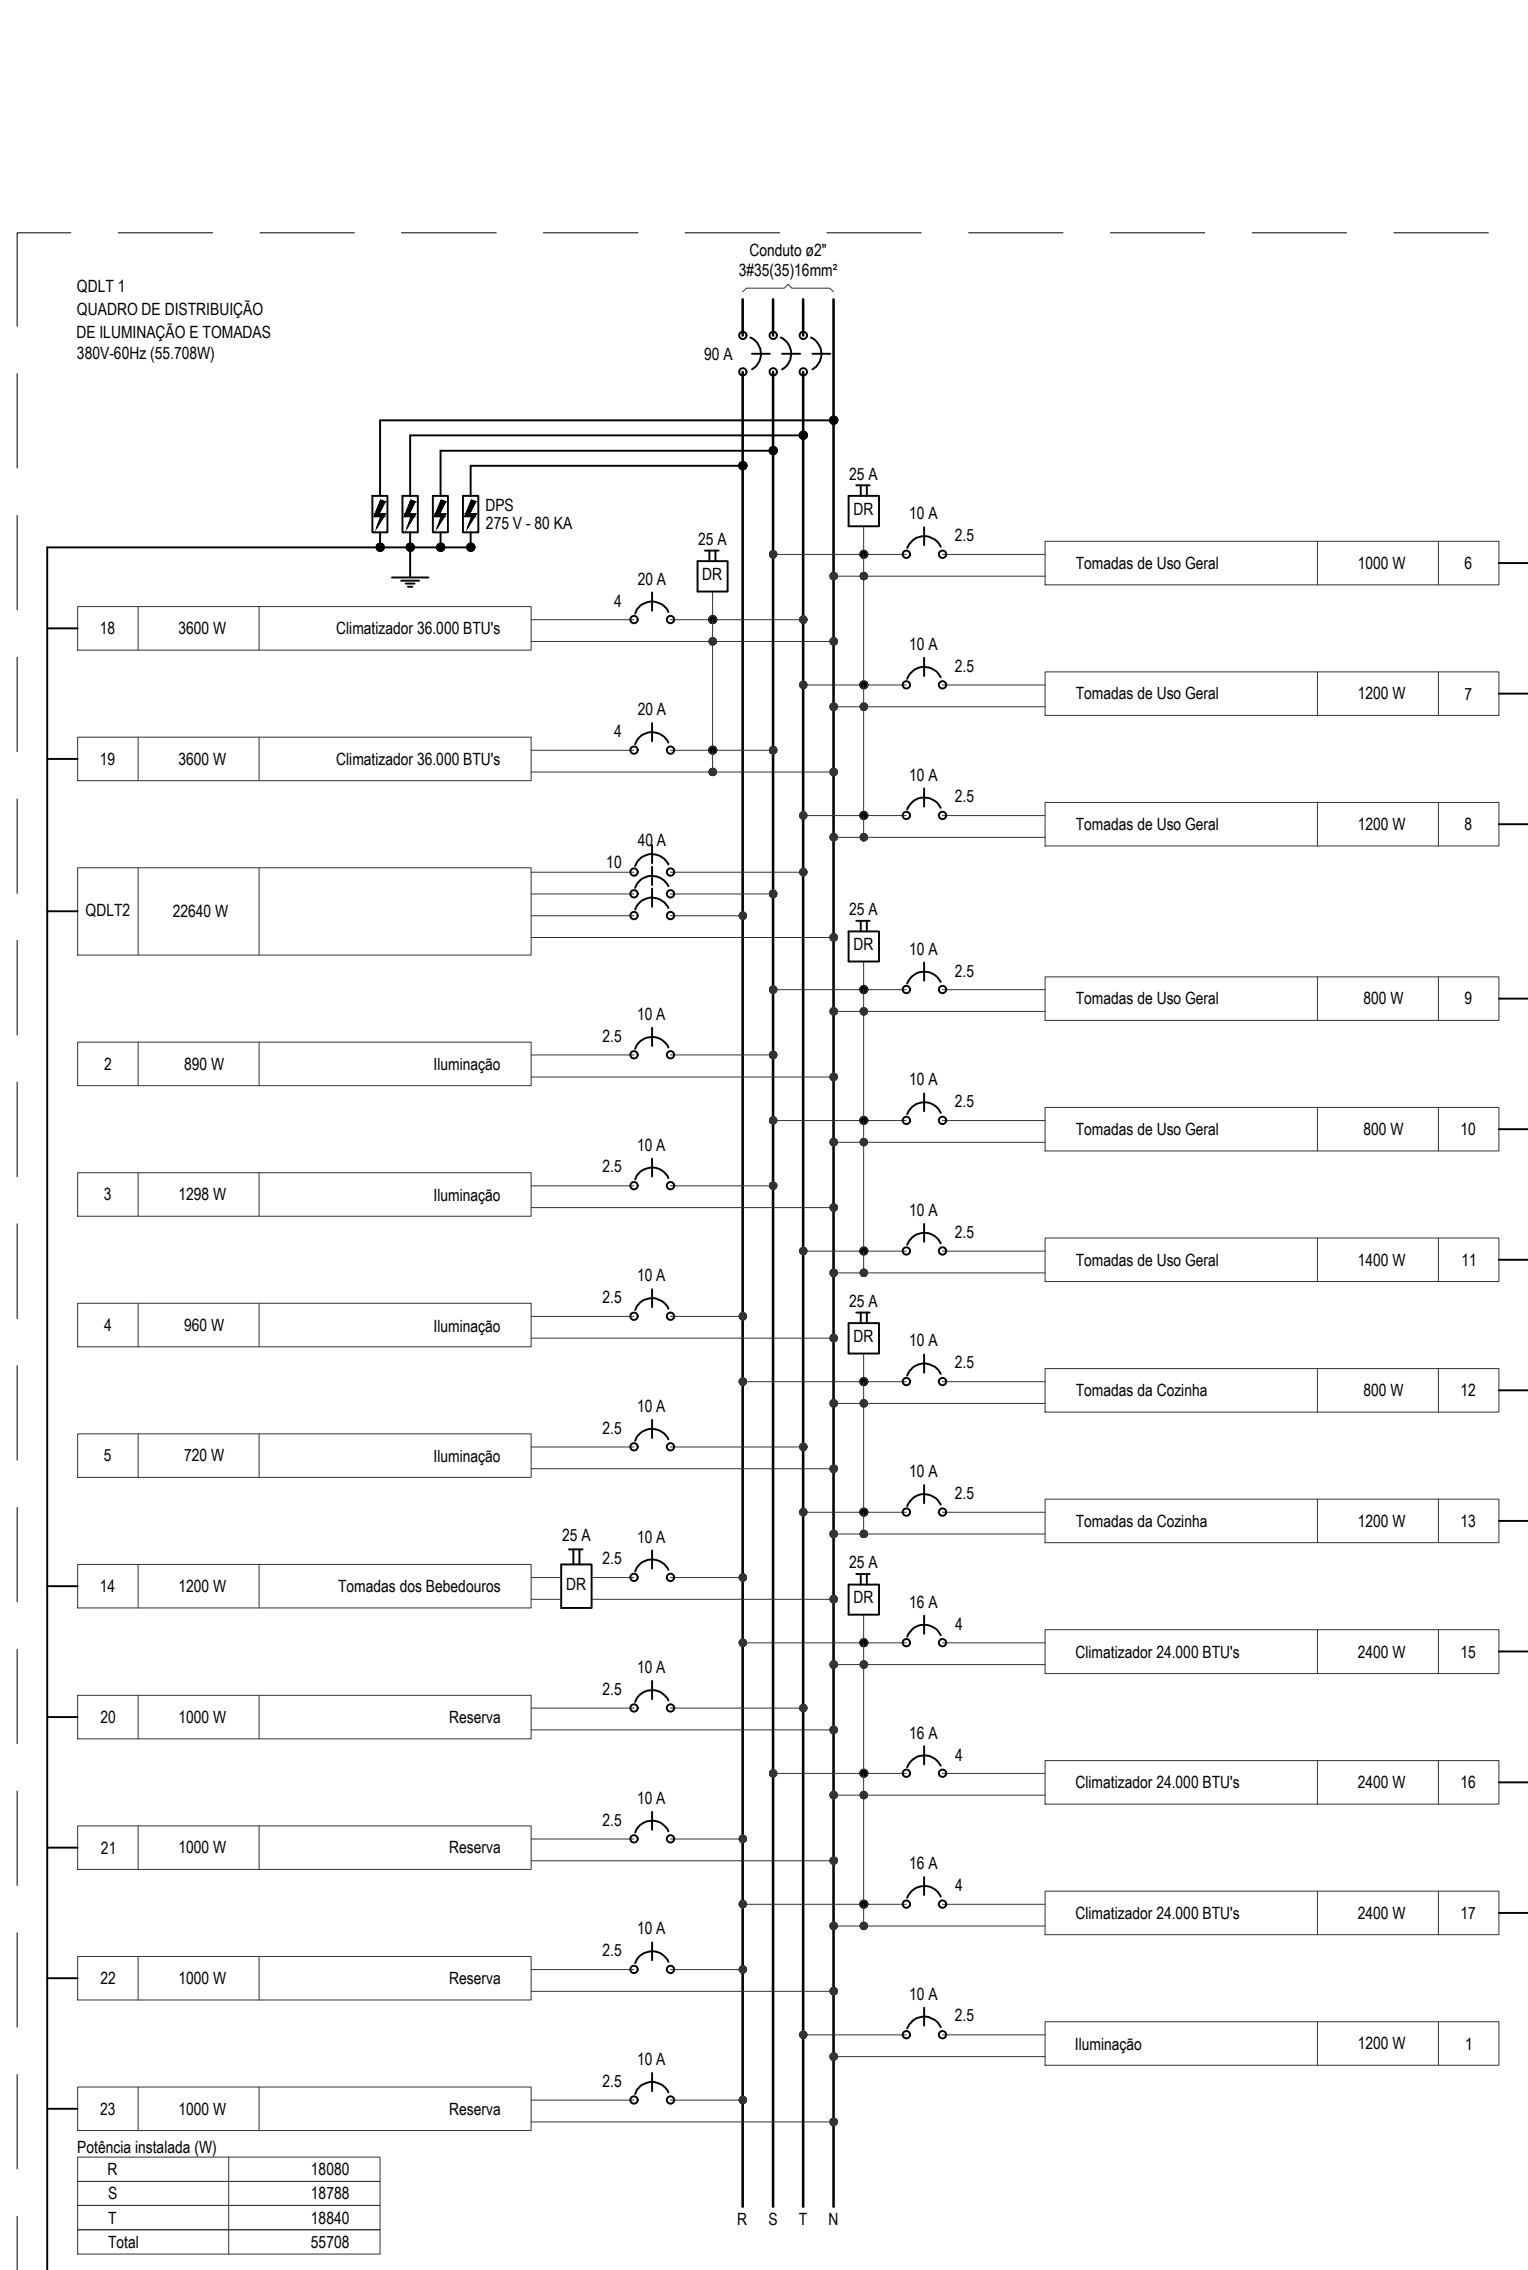 Conduto ø2"
3#35(35)16mm²
QDLT 1
QUADRO DE DISTRIBUIÇÃO
DE ILUMINAÇÃO E TOMADAS
380V-60Hz (55.708W)
90 A
DPS
275 V - 80 KA
25 A
DR
20 A
4
18 3600 W Climatizador 36.000 BTU's
20 A
4
19 3600 W Climatizador 36.000 BTU's
40 A
10
QDLT2 22640 W
10 A
2.5
2 890 W Iluminação
10 A
2.5
3 1298 W Iluminação
10 A
2.5
4 960 W Iluminação
10 A
2.5
5 720 W Iluminação
25 A
DR
10 A
2.5
14 1200 W Tomadas dos Bebedouros
10 A
2.5
20 1000 W Reserva
10 A
2.5
21 1000 W Reserva
10 A
2.5
22 1000 W Reserva
10 A
2.5
23 1000 W Reserva
25 A
DR
10 A
2.5
Tomadas de Uso Geral 1000 W 6
10 A
2.5
Tomadas de Uso Geral 1200 W 7
10 A
2.5
Tomadas de Uso Geral 1200 W 8
25 A
DR
10 A
2.5
Tomadas de Uso Geral 800 W 9
10 A
2.5
Tomadas de Uso Geral 800 W 10
10 A
2.5
Tomadas de Uso Geral 1400 W 11
25 A
DR
10 A
2.5
Tomadas da Cozinha 800 W 12
10 A
2.5
Tomadas da Cozinha 1200 W 13
25 A
DR
16 A
4
Climatizador 24.000 BTU's 2400 W 15
16 A
4
Climatizador 24.000 BTU's 2400 W 16
16 A
4
Climatizador 24.000 BTU's 2400 W 17
10 A
2.5
Iluminação 1200 W 1
Potência instalada (W)
R 18080
S 18788
T 18840
Total 55708
R S T N